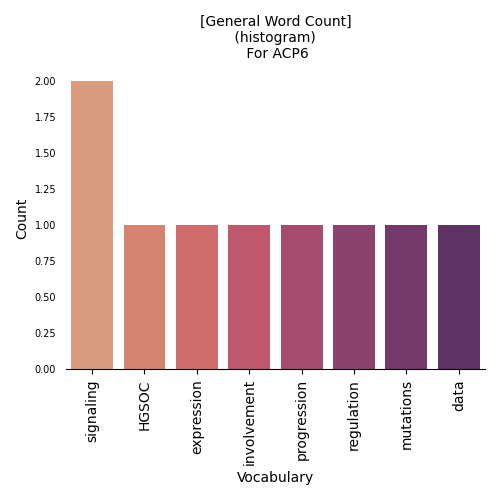 [General Word Count]
(histogram)
For ACP6
Count
2.00
1.75
1.50
1.25
1.00
0.75
0.50
0.25
0.00
signaling
HGSOC
expression
involvement
progression
regulation
mutations
data
Vocabulary